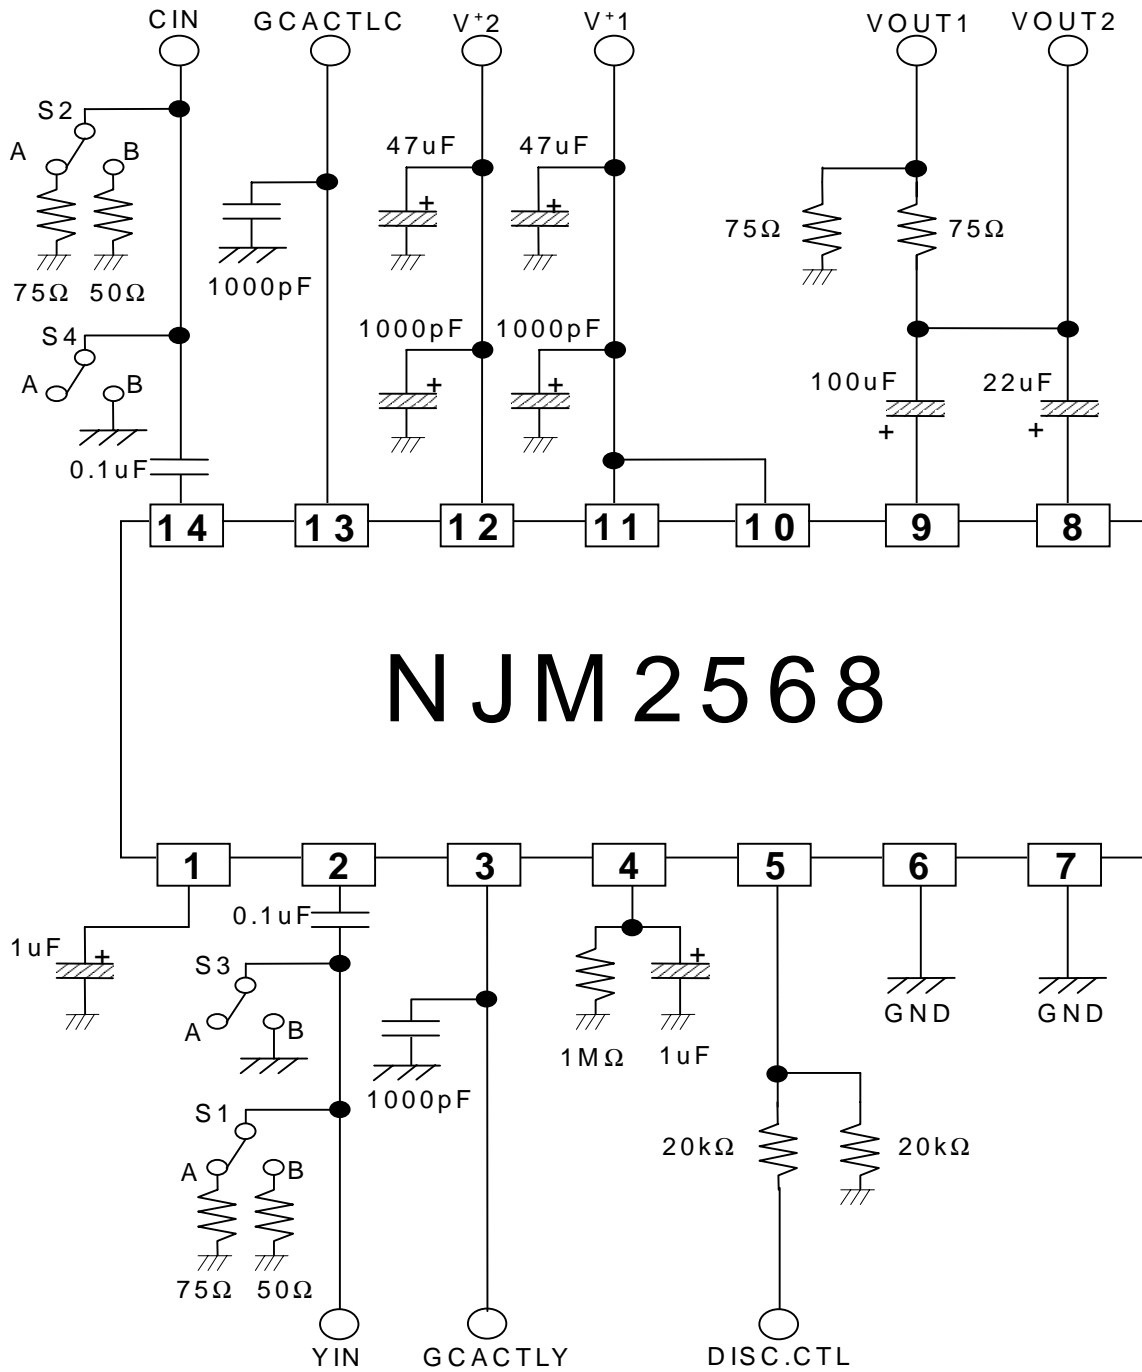 CIN GCACTLC V+2 V+1 VOUT1 VOUT2
S2
A B
47uF 47uF
75Ω 75Ω
+ +
75Ω 50Ω
1000pF
S4
A B
1000pF 1000pF
+ +
100uF 22uF
+ +
0.1uF
14 13 12 11 10 9 8
NJM2568
1 2 3 4 5 6 7
0.1uF
1uF
+
S3
A B
+
1MΩ 1uF
GND GND
1000pF
S1
A B
20kΩ 20kΩ
75Ω 50Ω
YIN GCACTLY DISC.CTL